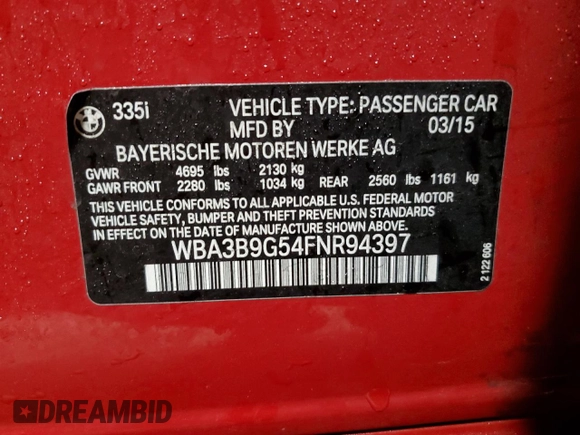 335i VEHICLE TYPE: PASSENGER CAR
MFD BY 03/15
BAYERISCHE MOTOREN WERKE AG
GVWR 4695 lbs 2130 kg
GAWR FRONT 2280 lbs 1034 kg REAR 2560 lbs 1161 kg
THIS VEHICLE CONFORMS TO ALL APPLICABLE U.S. FEDERAL MOTOR
VEHICLE SAFETY, BUMPER AND THEFT PREVENTION STANDARDS
IN EFFECT ON THE DATE OF MANUFACTURE SHOWN ABOVE.
WBA3B9G54FNR94397
2 122 606
DREAMBID